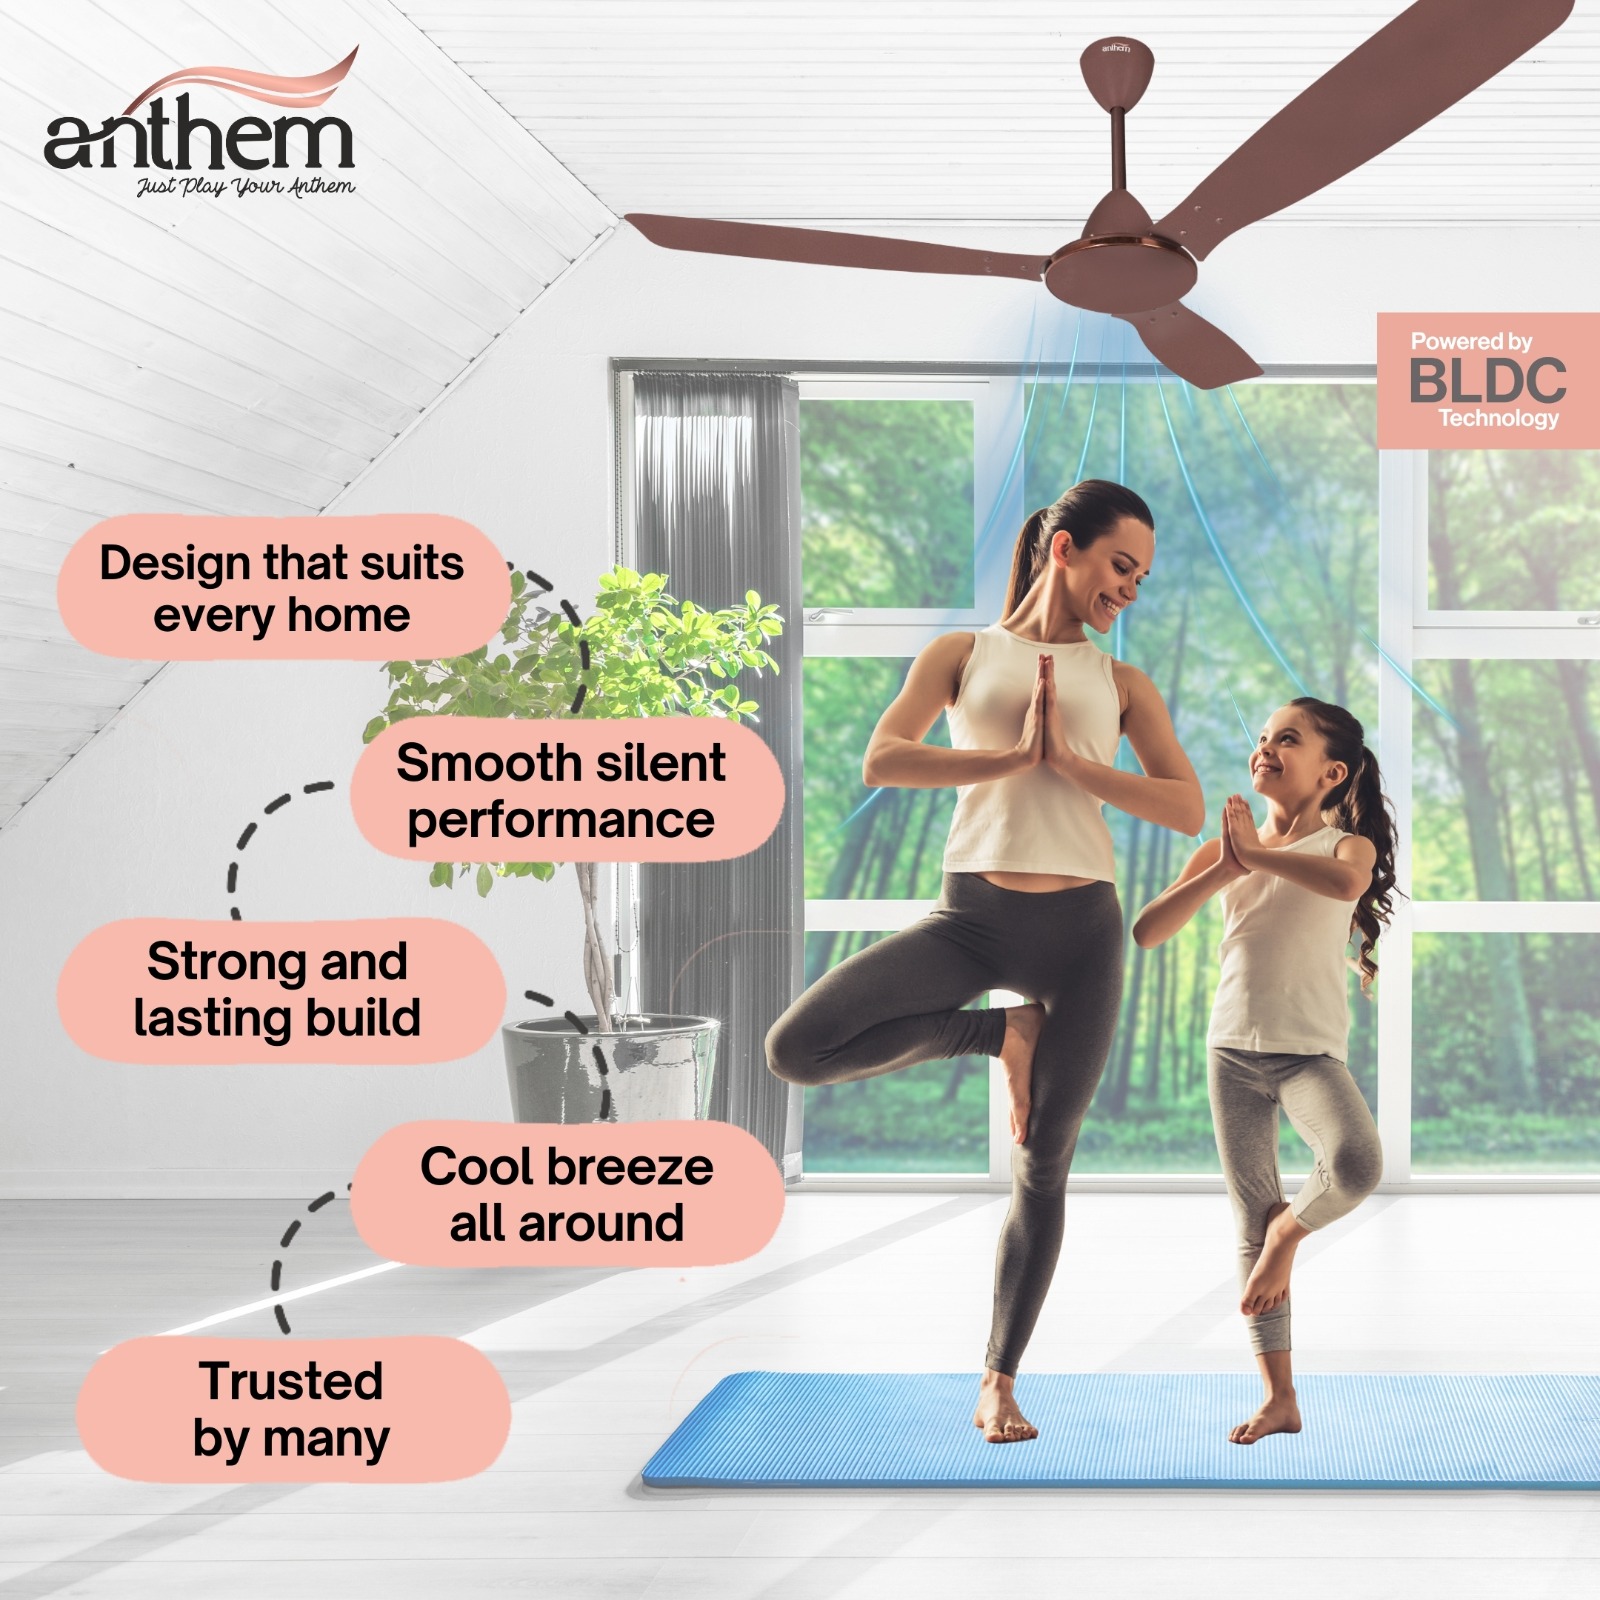 anthem
Just Play Your Anthem
anthem
Powered by
BLDC
Technology
Design that suits
every home
Smooth silent
performance
Strong and
lasting build
Cool breeze
all around
Trusted
by many